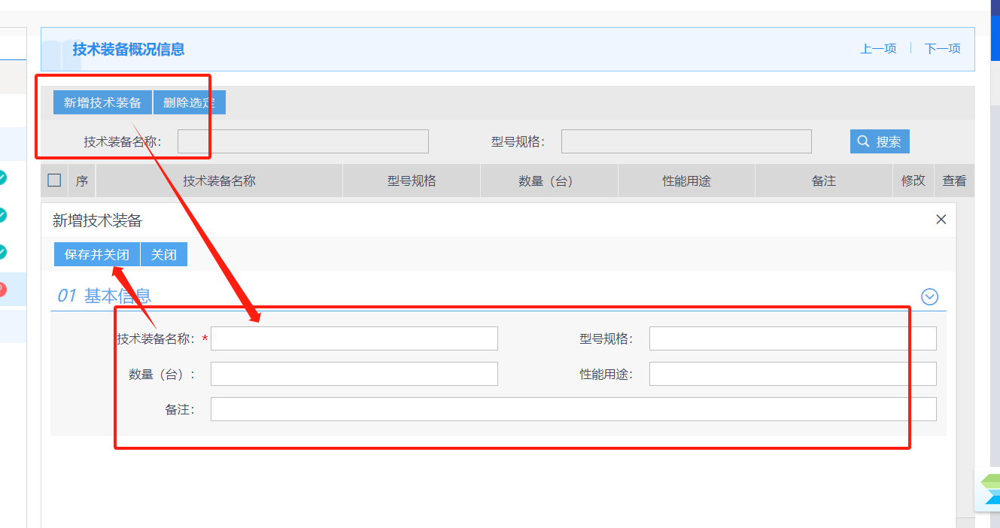 技术装备概况信息 上一项 下一项
新增技术装备 删除选定
技术装备名称： 型号规格： 搜索
序 技术装备名称 型号规格 数量（台） 性能用途 备注 修改 查看
新增技术装备
保存并关闭 关闭
01 基本信息
技术装备名称：* 型号规格：
数量（台）： 性能用途：
备注：